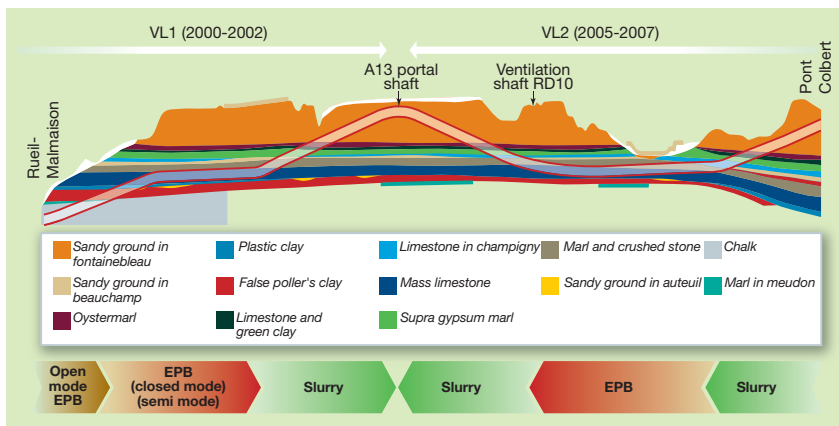 VL1 (2000-2002)
VL2 (2005-2007)
A13 portal
shaft
Ventilation
shaft RD10
Pont
Colbert
Rueil-
Malmaison
Sandy ground in
fontainebleau
Plastic clay
Limestone in champigny
Marl and crushed stone
Chalk
Sandy ground in
beauchamp
False poller's clay
Mass limestone
Sandy ground in auteuil
Marl in meudon
Oystermarl
Limestone and
green clay
Supra gypsum marl
Open
mode
EPB
EPB
(closed mode)
(semi mode)
Slurry
Slurry
EPB
Slurry